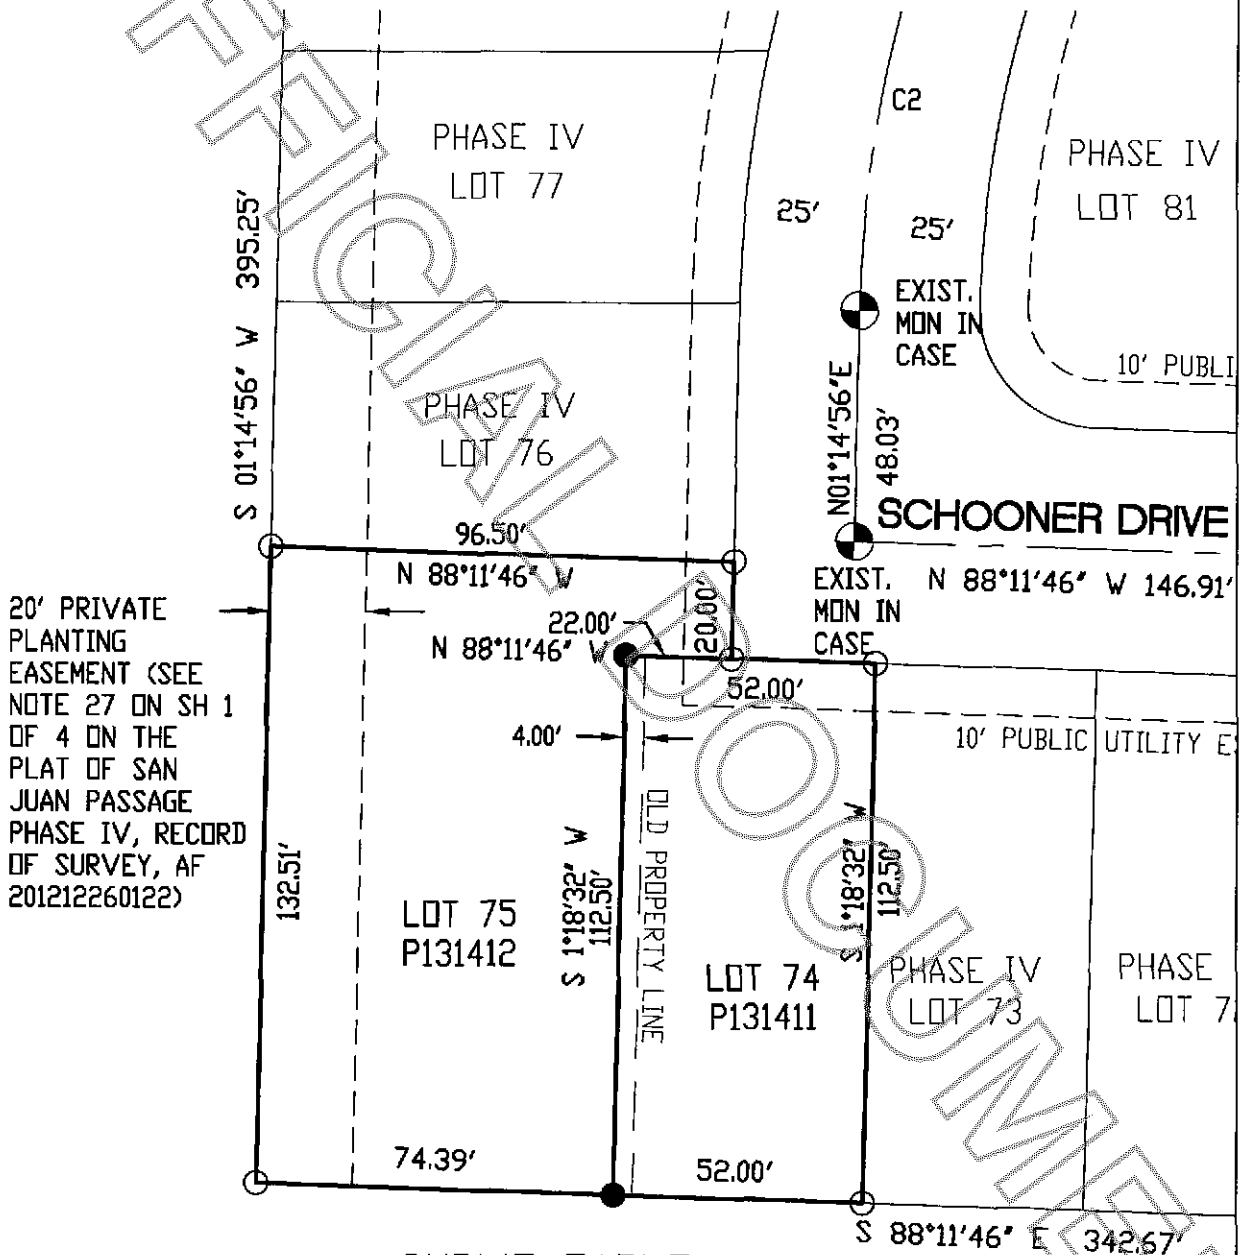 C2
PHASE IV
LOT 77
PHASE IV
LOT 81
S 01°14'56" W 395.25'
25'
25'
EXIST.
MON IN
CASE
10' PUBLI
PHASE IV
LOT 76
N01°14'56"E
48.03'
SCHOONER DRIVE
96.50'
N 88°11'46" W
EXIST.
MON IN
CASE
N 88°11'46" W 146.91'
20' PRIVATE
PLANTING
EASEMENT (SEE
NOTE 27 ON SH 1
OF 4 ON THE
PLAT OF SAN
JUAN PASSAGE
PHASE IV, RECORD
OF SURVEY, AF
201212260122)
22.00'
20.00'
N 88°11'46" W
52.00'
4.00'
10' PUBLIC UTILITY E
OLD PROPERTY LINE
132.51'
S 1°18'32" W
112.50'
S 1°18'32" W
112.50'
LOT 75
P131412
LOT 74
P131411
PHASE IV
LOT 73
PHASE
LOT 7
74.39'
52.00'
S 88°11'46" E 342.67'
FFICIAL DOCUME